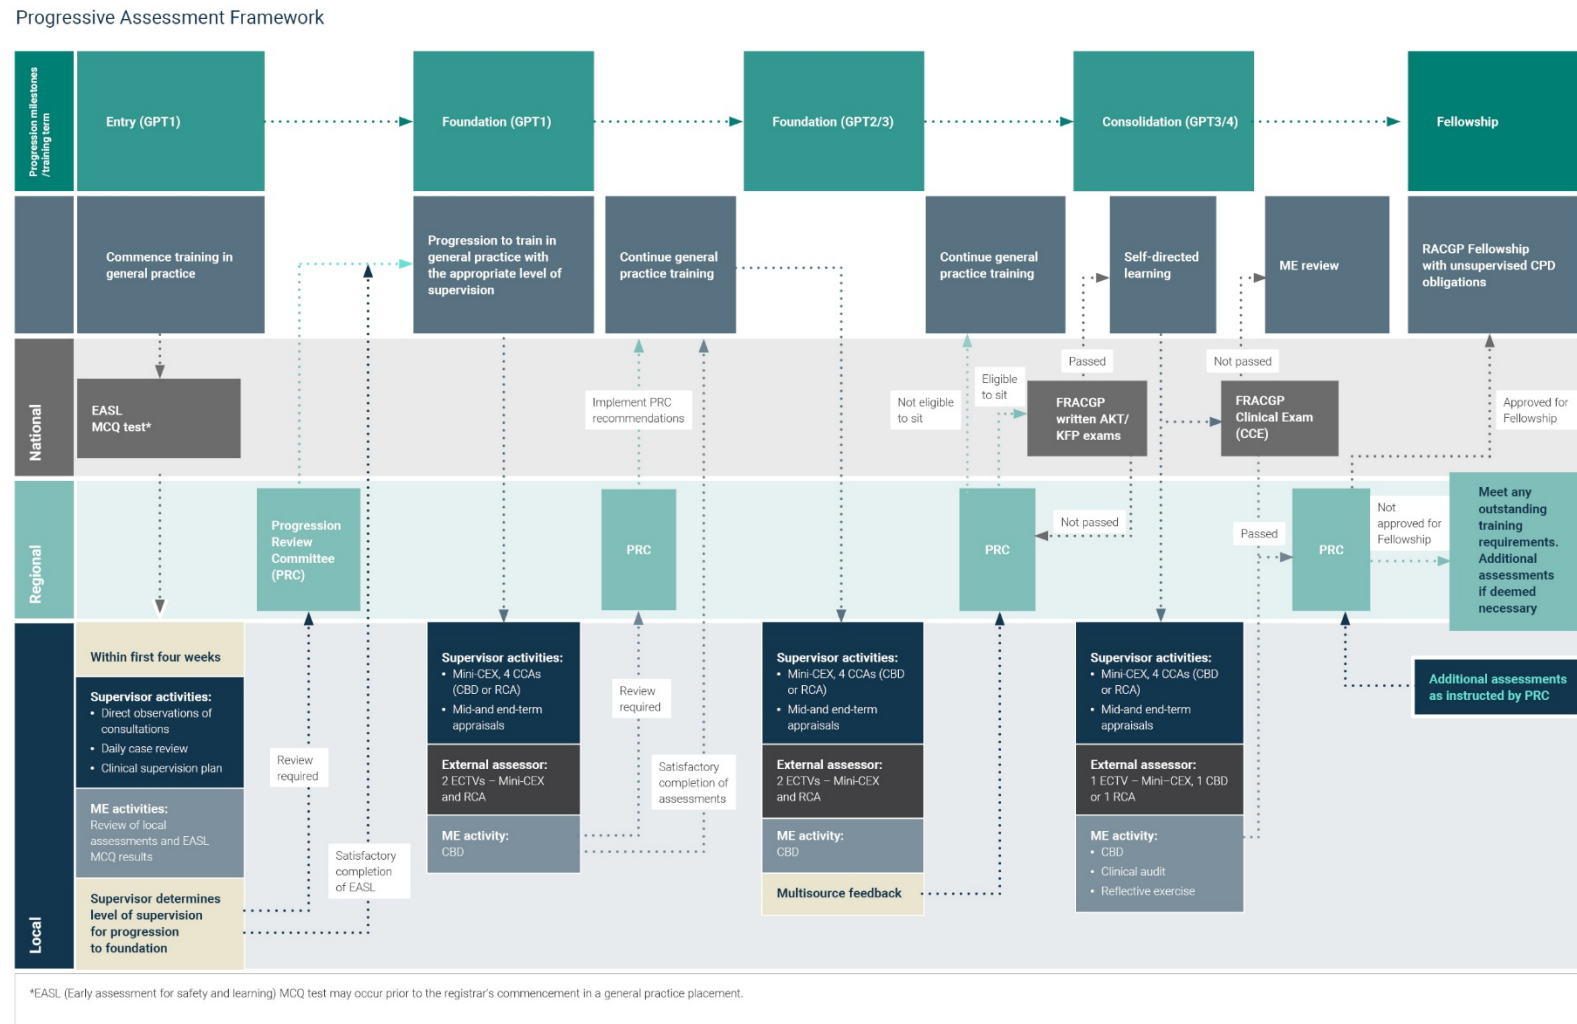 Progressive Assessment Framework
Progression milestones
/training term
Entry (GPT1)
Foundation (GPT1)
Foundation (GPT2/3)
Consolidation (GPT3/4)
Fellowship
Commence training in
general practice
Progression to train in
general practice with
the appropriate level of
supervision
Continue general
practice training
Continue general
practice training
Self-directed
learning
ME review
RACGP Fellowship
with unsupervised CPD
obligations
National
EASL
MCQ test*
Implement PRC
recommendations
Not eligible
to sit
Eligible
to sit
Passed
FRACGP
written AKT/
KFP exams
Not passed
FRACGP
Clinical Exam
(CCE)
Approved for
Fellowship
Regional
Progression
Review
Committee
(PRC)
PRC
PRC
Not passed
Passed
PRC
Not
approved for
Fellowship
Meet any
outstanding
training
requirements.
Additional
assessments
if deemed
necessary
Local
Within first four weeks
Supervisor activities:
• Direct observations of
consultations
• Daily case review
• Clinical supervision plan
ME activities:
Review of local
assessments and EASL
MCQ results
Supervisor determines
level of supervision
for progression
to foundation
Review
required
Satisfactory
completion
of EASL
Supervisor activities:
• Mini-CEX, 4 CCAs
(CBD or RCA)
• Mid-and end-term
appraisals
External assessor:
2 ECTVs – Mini-CEX
and RCA
ME activity:
CBD
Review
required
Satisfactory
completion of
assessments
Supervisor activities:
• Mini-CEX, 4 CCAs (CBD
or RCA)
• Mid-and end-term
appraisals
External assessor:
2 ECTVs – Mini-CEX
and RCA
ME activity:
CBD
Multisource feedback
Supervisor activities:
• Mini-CEX, 4 CCAs (CBD
or RCA)
• Mid-and end-term
appraisals
External assessor:
1 ECTV – Mini–CEX, 1 CBD
or 1 RCA
ME activity:
• CBD
• Clinical audit
• Reflective exercise
Additional assessments
as instructed by PRC
*EASL (Early assessment for safety and learning) MCQ test may occur prior to the registrar's commencement in a general practice placement.